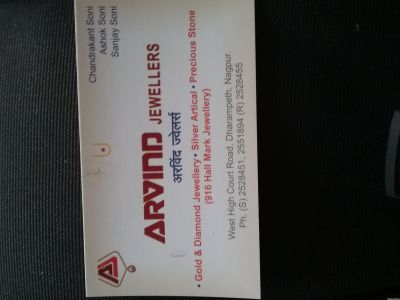 Chandrakant Soni
Ashok Soni
Sanjay Soni
ARVIND JEWELLERS
अरविंद ज्वेलर्स
• Gold & Diamond Jewellery • Silver Artical • Precious Stone
(916 Hall Mark Jewellery)
West High Court Road, Dharampeth, Nagpur.
Ph. (S) 2528451, 2551894 (R) 2528455